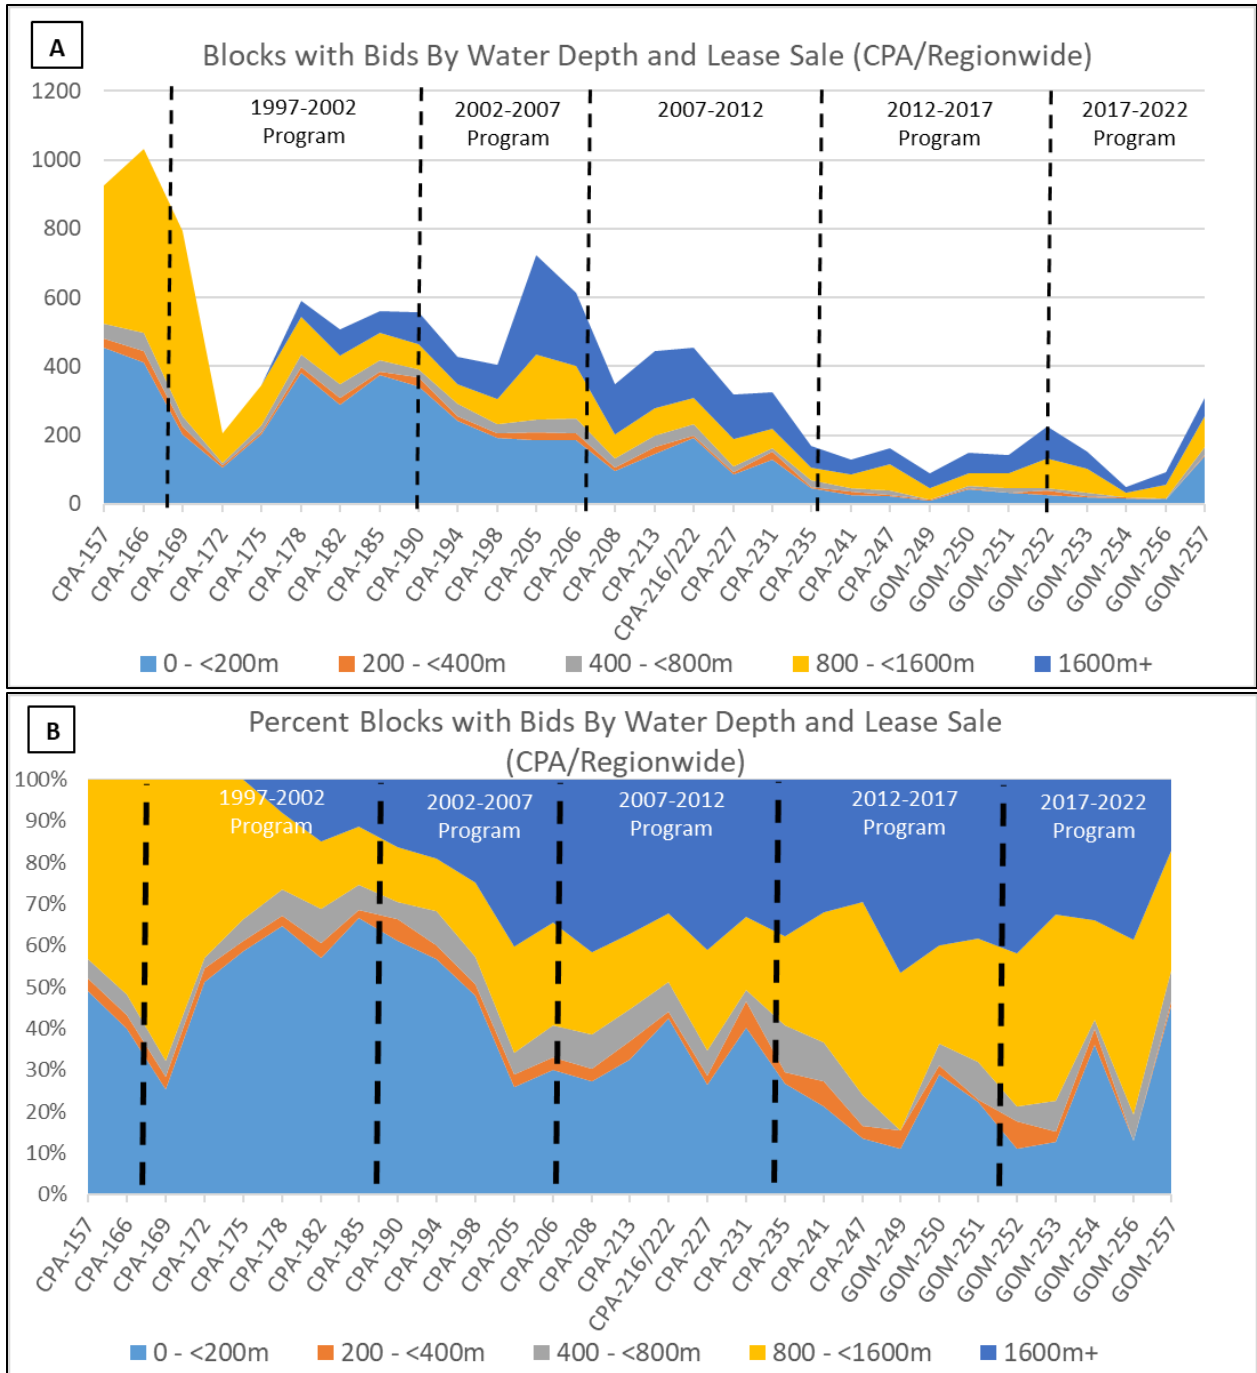 A
Blocks with Bids By Water Depth and Lease Sale (CPA/Regionwide)
1200
1000
800
600
400
200
0
1997-2002
Program
2002-2007
Program
2007-2012
2012-2017
Program
2017-2022
Program
CPA-157
CPA-166
CPA-169
CPA-172
CPA-175
CPA-178
CPA-182
CPA-185
CPA-190
CPA-194
CPA-198
CPA-205
CPA-206
CPA-208
CPA-213
CPA-216/222
CPA-227
CPA-231
CPA-235
CPA-241
CPA-247
GOM-249
GOM-250
GOM-251
GOM-252
GOM-253
GOM-254
GOM-256
GOM-257
0 - <200m 200 - <400m 400 - <800m 800 - <1600m 1600m+
B
Percent Blocks with Bids By Water Depth and Lease Sale
(CPA/Regionwide)
100%
90%
80%
70%
60%
50%
40%
30%
20%
10%
0%
1997-2002
Program
2002-2007
Program
2007-2012
Program
2012-2017
Program
2017-2022
Program
CPA-157
CPA-166
CPA-169
CPA-172
CPA-175
CPA-178
CPA-182
CPA-185
CPA-190
CPA-194
CPA-198
CPA-205
CPA-206
CPA-208
CPA-213
CPA-216/222
CPA-227
CPA-231
CPA-235
CPA-241
CPA-247
GOM-249
GOM-250
GOM-251
GOM-252
GOM-253
GOM-254
GOM-256
GOM-257
0 - <200m 200 - <400m 400 - <800m 800 - <1600m 1600m+